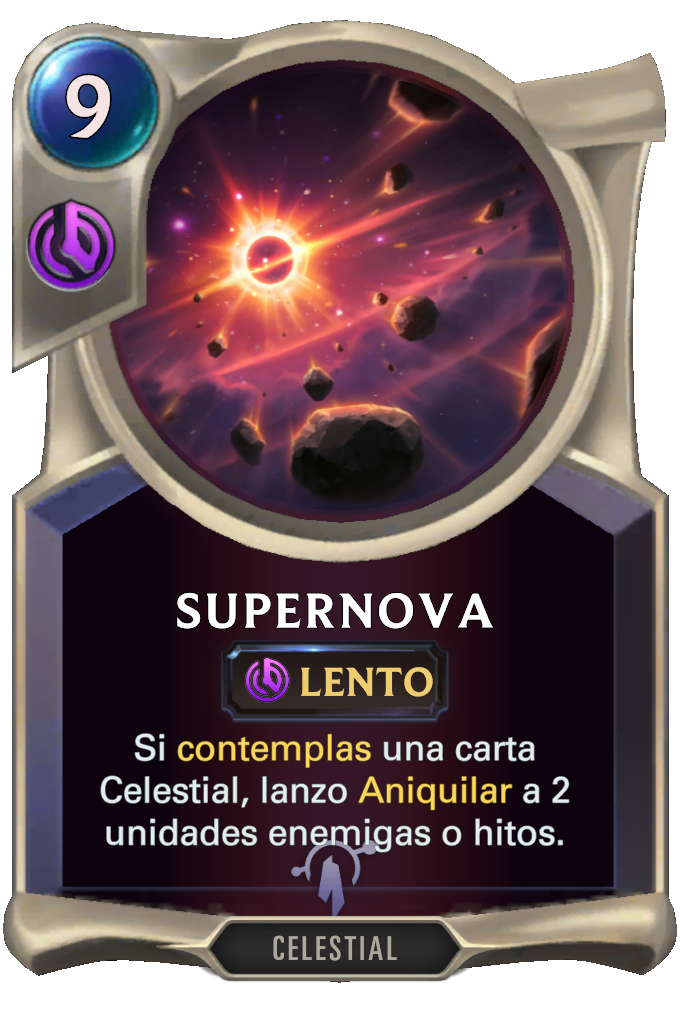 9
SUPERNOVA
LENTO
Si contemplas una carta
Celestial, lanzo Aniquilar a 2
unidades enemigas o hitos.
CELESTIAL